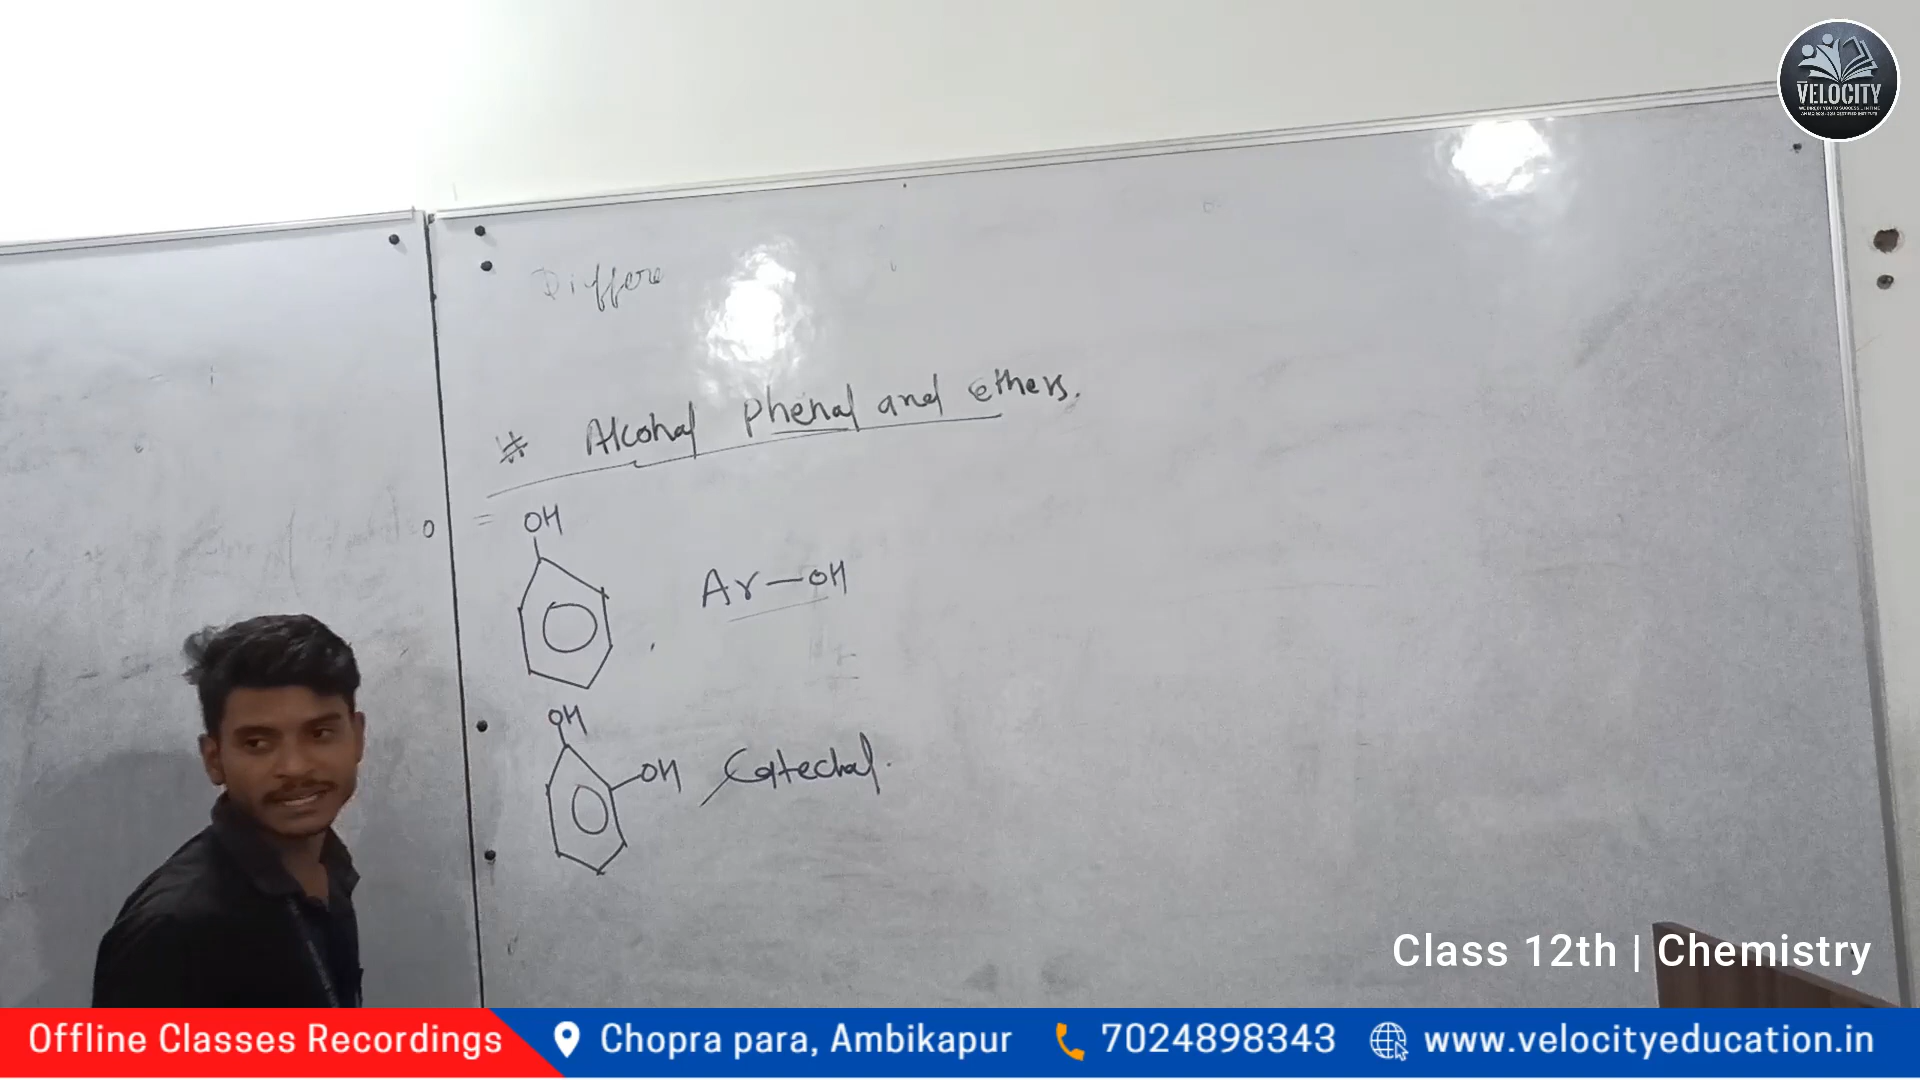 VELOCITY
Differe
# Alcohol Phenol and ethers.
OH
Ar-OH
OH
OH Catechol.
Class 12th | Chemistry
Offline Classes Recordings Chopra para, Ambikapur 7024898343 www.velocityeducation.in